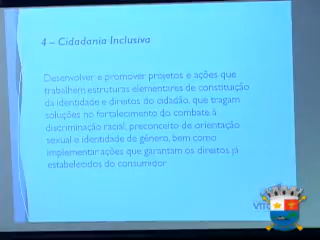 4 – Cidadania Inclusiva
Desenvolver e promover projetos e ações que
trabalhem estruturas elementares de constituição
da identidade e direitos do cidadão, que tragam
soluções no fortalecimento do combate à
discriminação racial, preconceito de orientação
sexual e identidade de gênero, bem como
implementar ações que garantam os direitos já
estabelecidos do consumidor